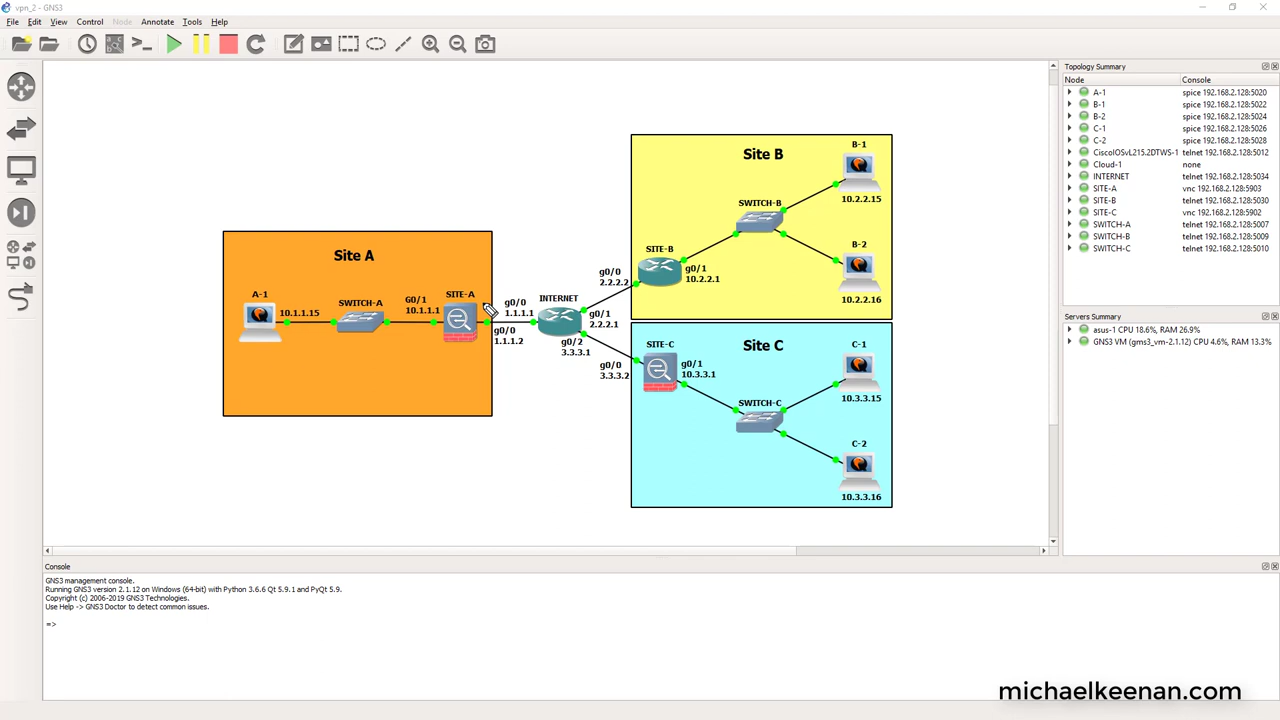 vpn_2 - GNS3
File Edit View Control Node Annotate Tools Help
Topology Summary
Node Console
A-1 spice 192.168.2.128:5020
B-1 spice 192.168.2.128:5022
B-2 spice 192.168.2.128:5024
C-1 spice 192.168.2.128:5026
C-2 spice 192.168.2.128:5028
CiscoIOSvL215.2DTWS-1 telnet 192.168.2.128:5012
Cloud-1 none
INTERNET telnet 192.168.2.128:5034
SITE-A vnc 192.168.2.128:5903
SITE-B telnet 192.168.2.128:5030
SITE-C vnc 192.168.2.128:5902
SWITCH-A telnet 192.168.2.128:5007
SWITCH-B telnet 192.168.2.128:5009
SWITCH-C telnet 192.168.2.128:5010
Servers Summary
asus-1 CPU 18.6%, RAM 26.9%
GNS3 VM (gms3_vm-2.1.12) CPU 4.6%, RAM 13.3%
Site A
A-1
10.1.1.15
SWITCH-A
G0/1
10.1.1.1
SITE-A
g0/0
1.1.1.1
g0/0
1.1.1.2
INTERNET
g0/1
2.2.2.1
g0/2
3.3.3.1
Site B
g0/0
2.2.2.2
SITE-B
g0/1
10.2.2.1
SWITCH-B
B-1
10.2.2.15
B-2
10.2.2.16
Site C
g0/0
3.3.3.2
SITE-C
g0/1
10.3.3.1
SWITCH-C
C-1
10.3.3.15
C-2
10.3.3.16
Console
GNS3 management console.
Running GNS3 version 2.1.12 on Windows (64-bit) with Python 3.6.6 Qt 5.9.1 and PyQt 5.9.
Copyright (c) 2006-2019 GNS3 Technologies.
Use Help -> GNS3 Doctor to detect common issues.
=>
michaelkeenan.com